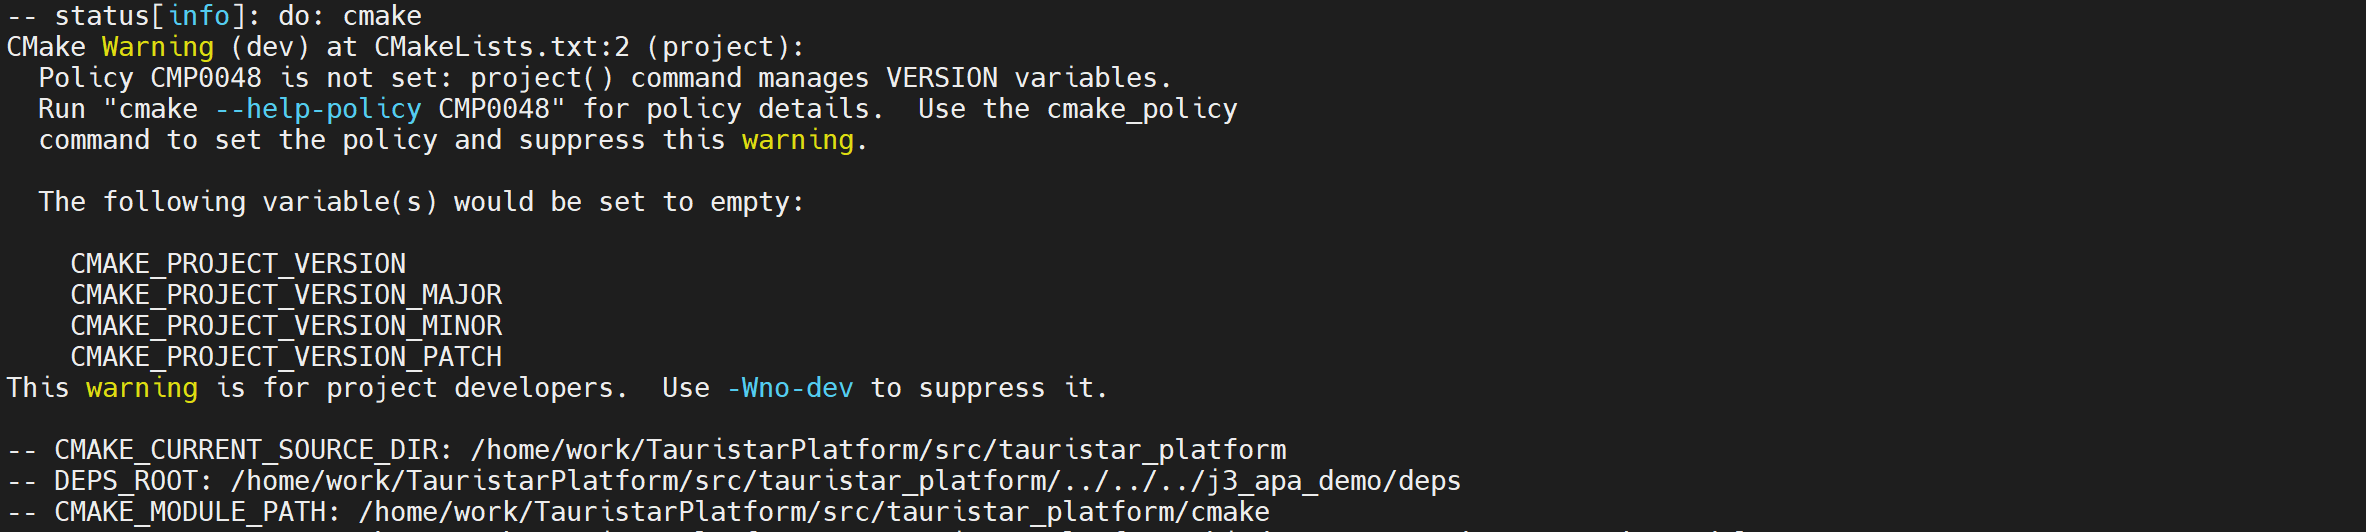 -- status[info]: do: cmake
CMake Warning (dev) at CMakeLists.txt:2 (project):
  Policy CMP0048 is not set: project() command manages VERSION variables.
  Run "cmake --help-policy CMP0048" for policy details.  Use the cmake_policy
  command to set the policy and suppress this warning.

  The following variable(s) would be set to empty:

    CMAKE_PROJECT_VERSION
    CMAKE_PROJECT_VERSION_MAJOR
    CMAKE_PROJECT_VERSION_MINOR
    CMAKE_PROJECT_VERSION_PATCH
This warning is for project developers.  Use -Wno-dev to suppress it.

-- CMAKE_CURRENT_SOURCE_DIR: /home/work/TauristarPlatform/src/tauristar_platform
-- DEPS_ROOT: /home/work/TauristarPlatform/src/tauristar_platform/../../../j3_apa_demo/deps
-- CMAKE_MODULE_PATH: /home/work/TauristarPlatform/src/tauristar_platform/cmake